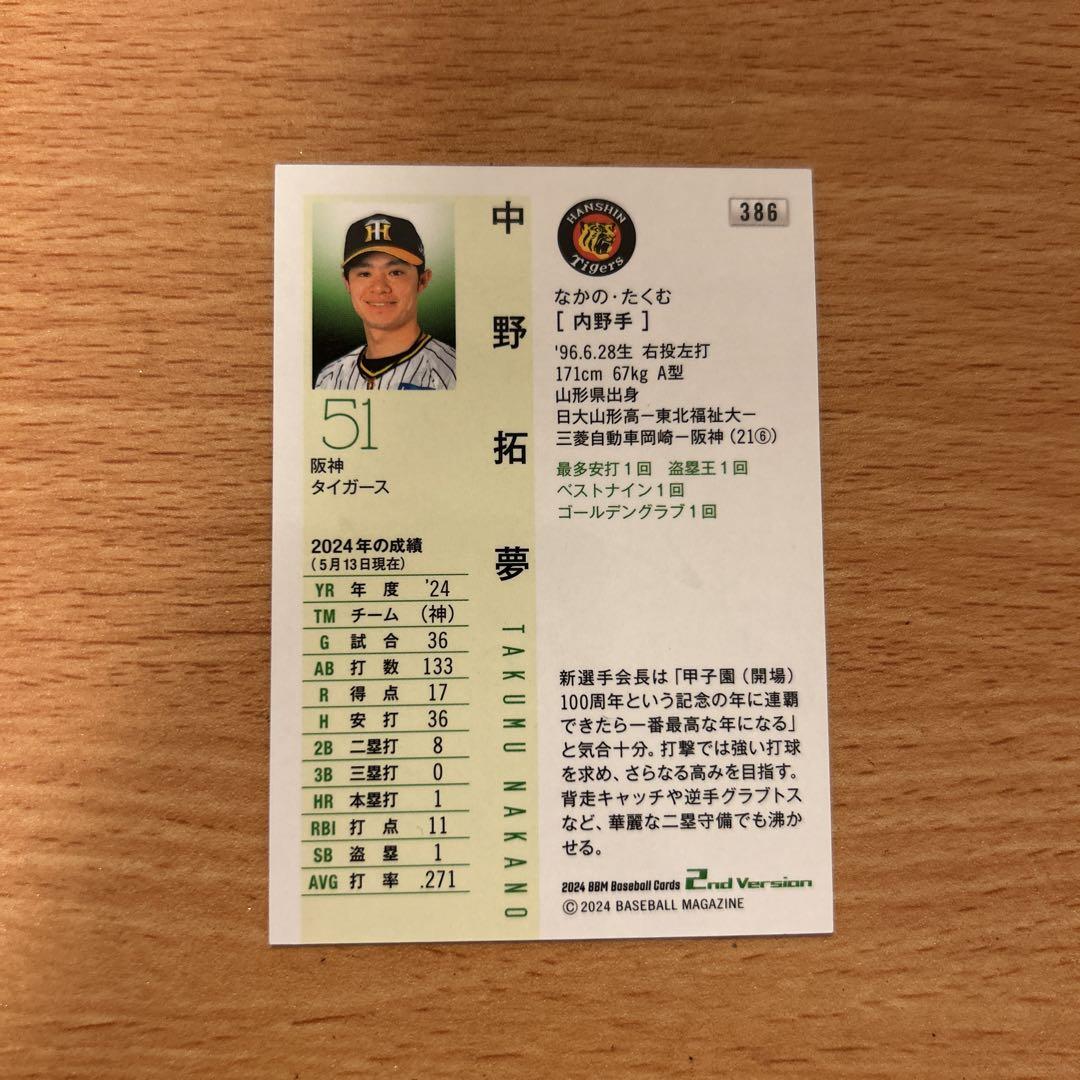 中野拓夢
TAKUMU NAKANO
TH
51
阪神
タイガース
2024年の成績
(5月13日現在)
YR 年度 '24
TM チーム (神)
G 試合 36
AB 打数 133
R 得点 17
H 安打 36
2B 二塁打 8
3B 三塁打 0
HR 本塁打 1
RBI 打点 11
SB 盗塁 1
AVG 打率 .271
HANSHIN
Tigers
386
なかの・たくむ
[内野手]
'96.6.28生 右投左打
171cm 67kg A型
山形県出身
日大山形高－東北福祉大－
三菱自動車岡崎－阪神(21⑥)
最多安打1回 盗塁王1回
ベストナイン1回
ゴールデングラブ1回
新選手会長は「甲子園(開場)
100周年という記念の年に連覇
できたら一番最高な年になる」
と気合十分。打撃では強い打球
を求め、さらなる高みを目指す。
背走キャッチや逆手グラブトス
など、華麗な二塁守備でも沸か
せる。
2024 BBM Baseball Cards 2nd Version
©2024 BASEBALL MAGAZINE